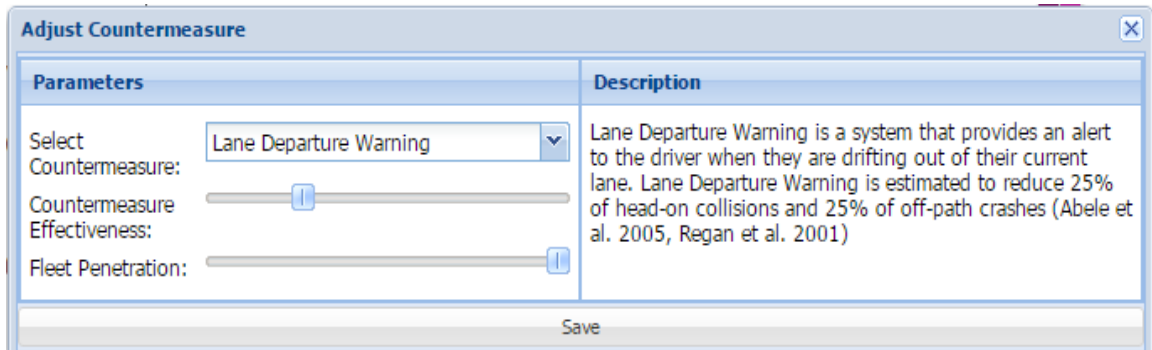 Adjust Countermeasure
Parameters
Description
Select
Countermeasure:
Lane Departure Warning
Countermeasure
Effectiveness:
Fleet Penetration:
Lane Departure Warning is a system that provides an alert
to the driver when they are drifting out of their current
lane. Lane Departure Warning is estimated to reduce 25%
of head-on collisions and 25% of off-path crashes (Abele et
al. 2005, Regan et al. 2001)
Save